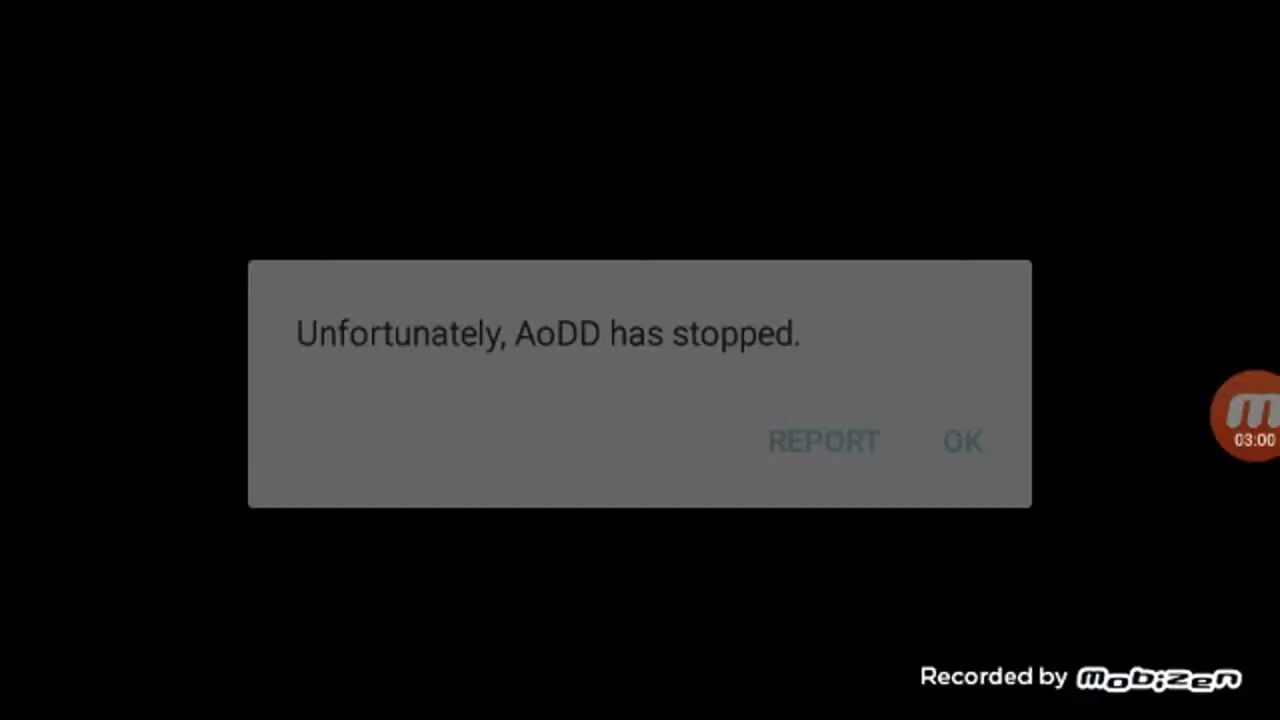 Unfortunately, AoDD has stopped.
REPORT OK
m
03:00
Recorded by mobizen